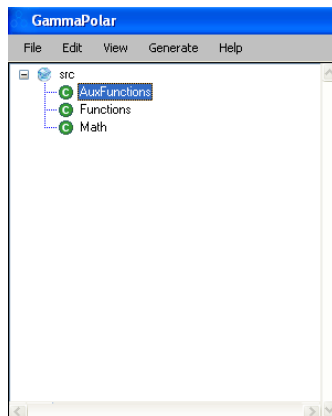 GammaPolar
File Edit View Generate Help
src
C AuxFunctions
C Functions
C Math